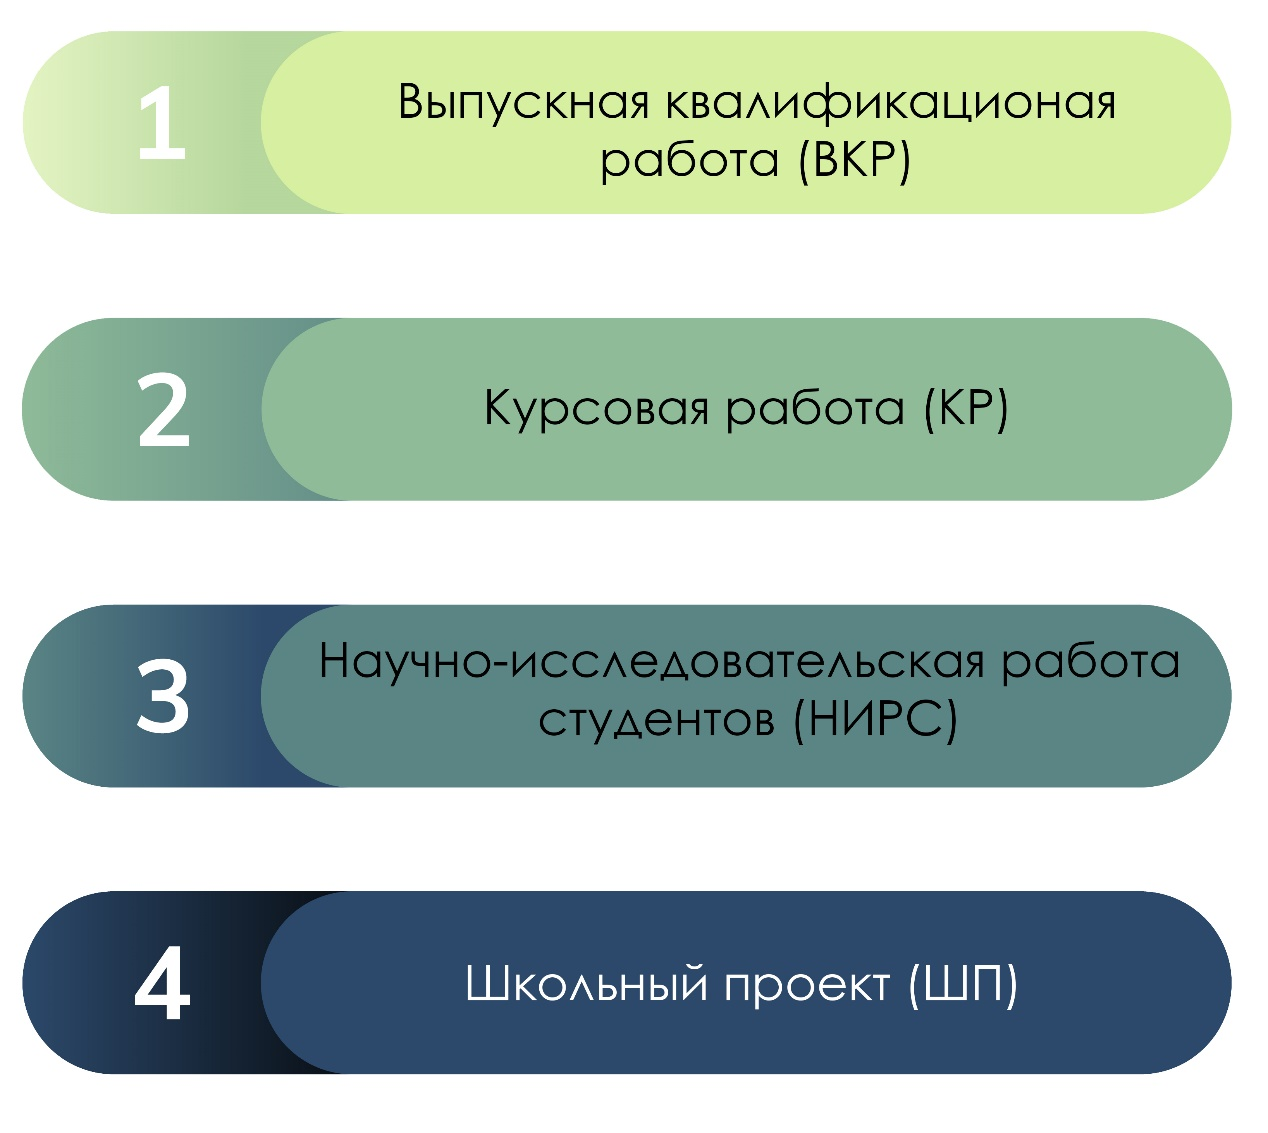 1
Выпускная квалификационая
работа (ВКР)
2
Курсовая работа (КР)
3
Научно-исследовательская работа
студентов (НИРС)
4
Школьный проект (ШП)